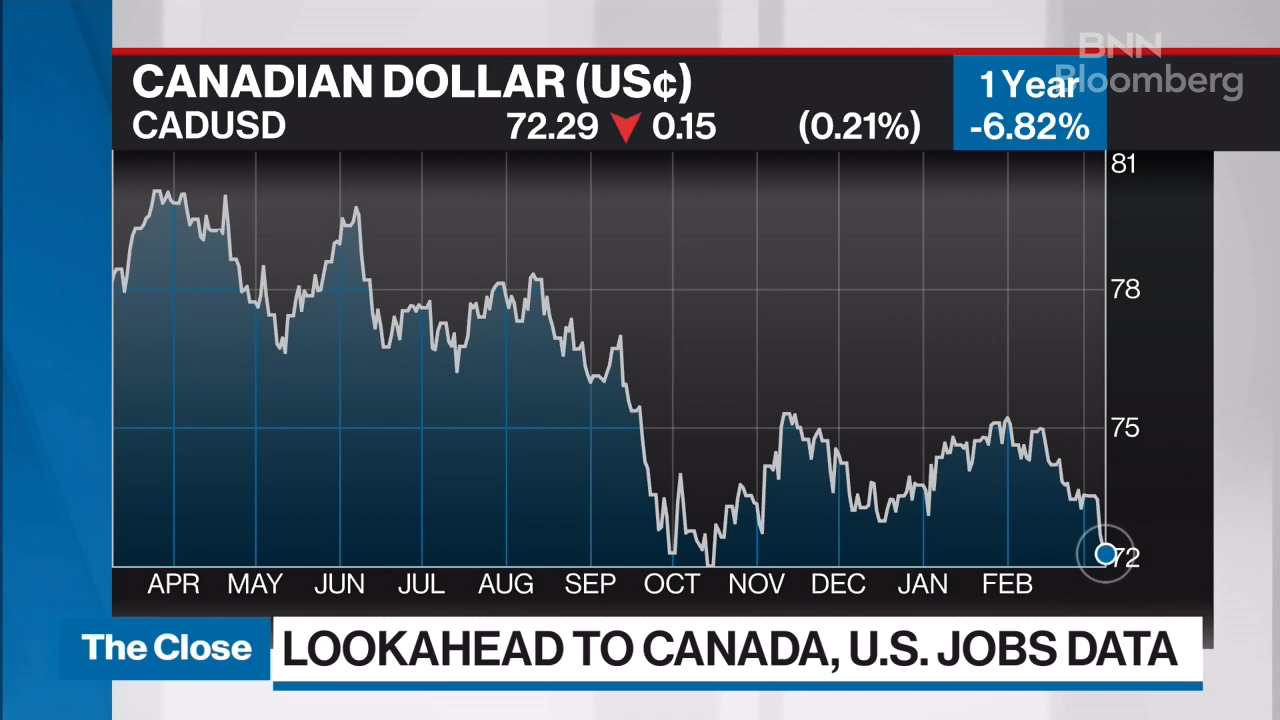 BNN
Bloomberg
CANADIAN DOLLAR (US¢)
1 Year
CADUSD 72.29 0.15 (0.21%) -6.82%
81
78
75
72
APR MAY JUN JUL AUG SEP OCT NOV DEC JAN FEB
The Close LOOKAHEAD TO CANADA, U.S. JOBS DATA